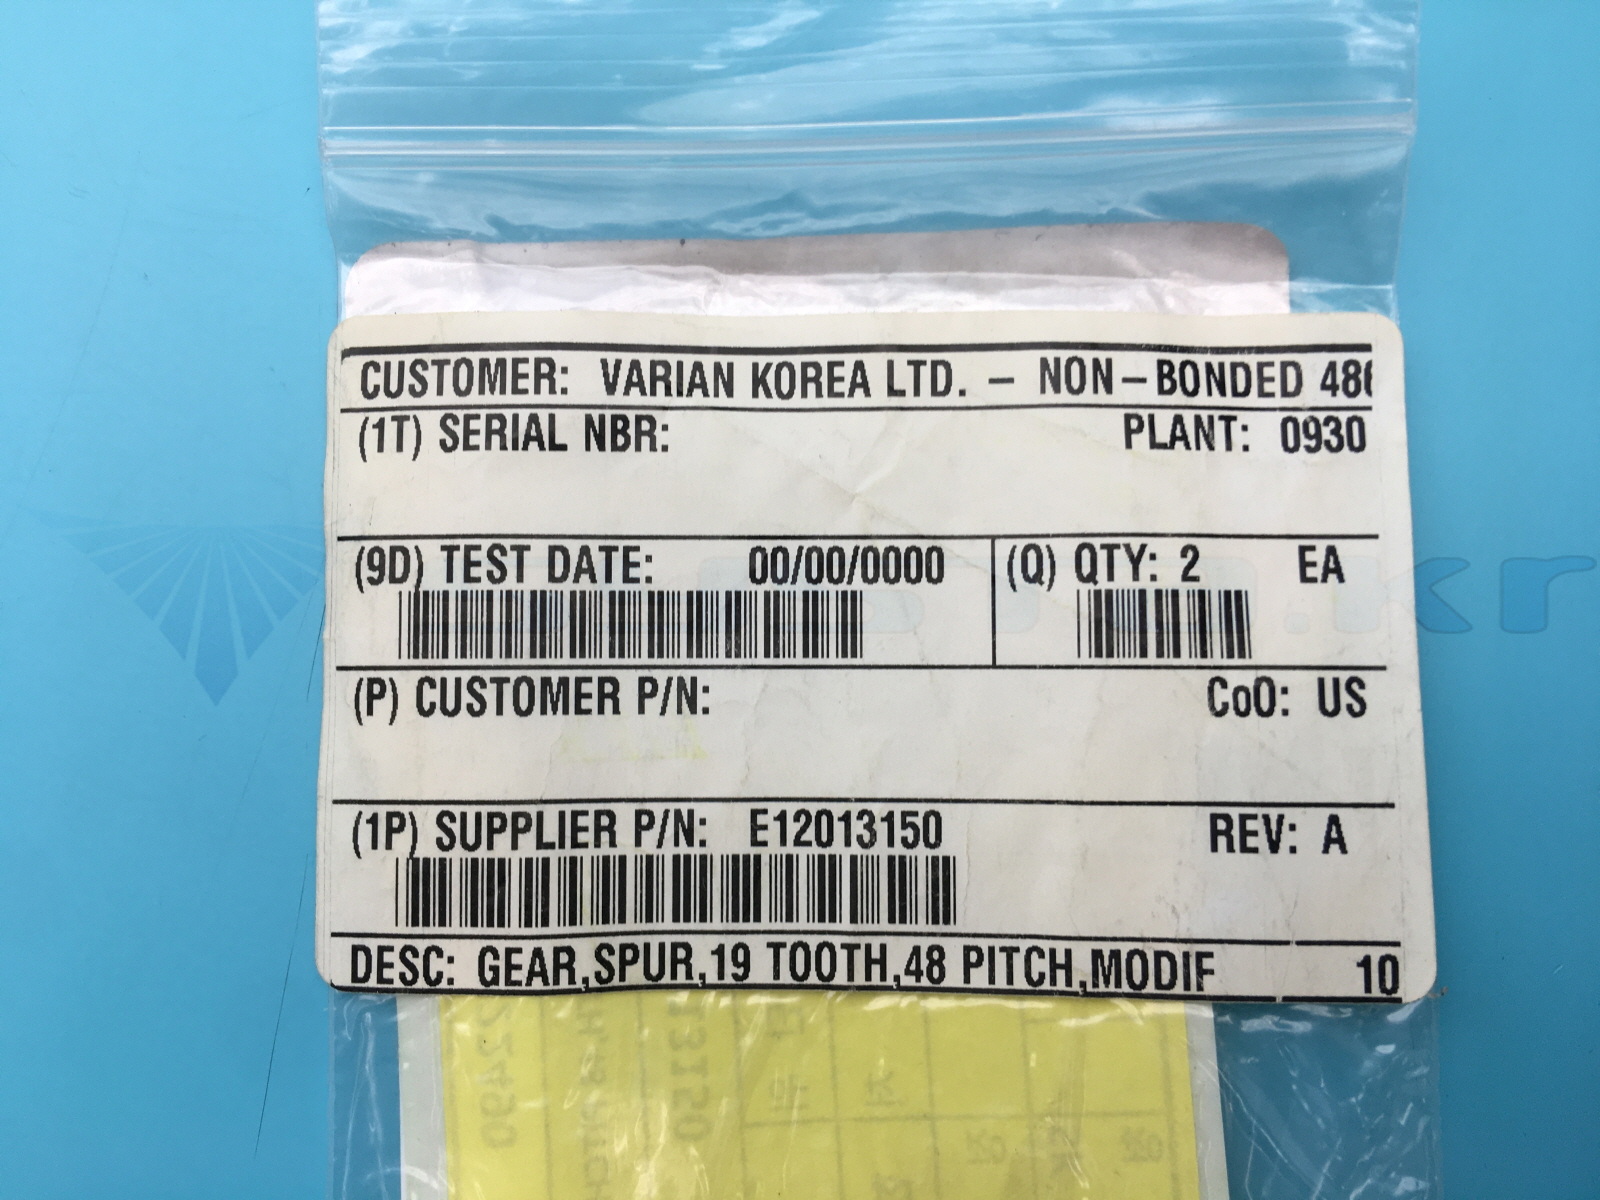 CUSTOMER: VARIAN KOREA LTD. - NON-BONDED 48
(1T) SERIAL NBR: PLANT: 0930
(9D) TEST DATE: 00/00/0000 (Q) QTY: 2 EA
(P) CUSTOMER P/N: CoO: US
(1P) SUPPLIER P/N: E12013150 REV: A
DESC: GEAR,SPUR,19 TOOTH,48 PITCH,MODIF 10